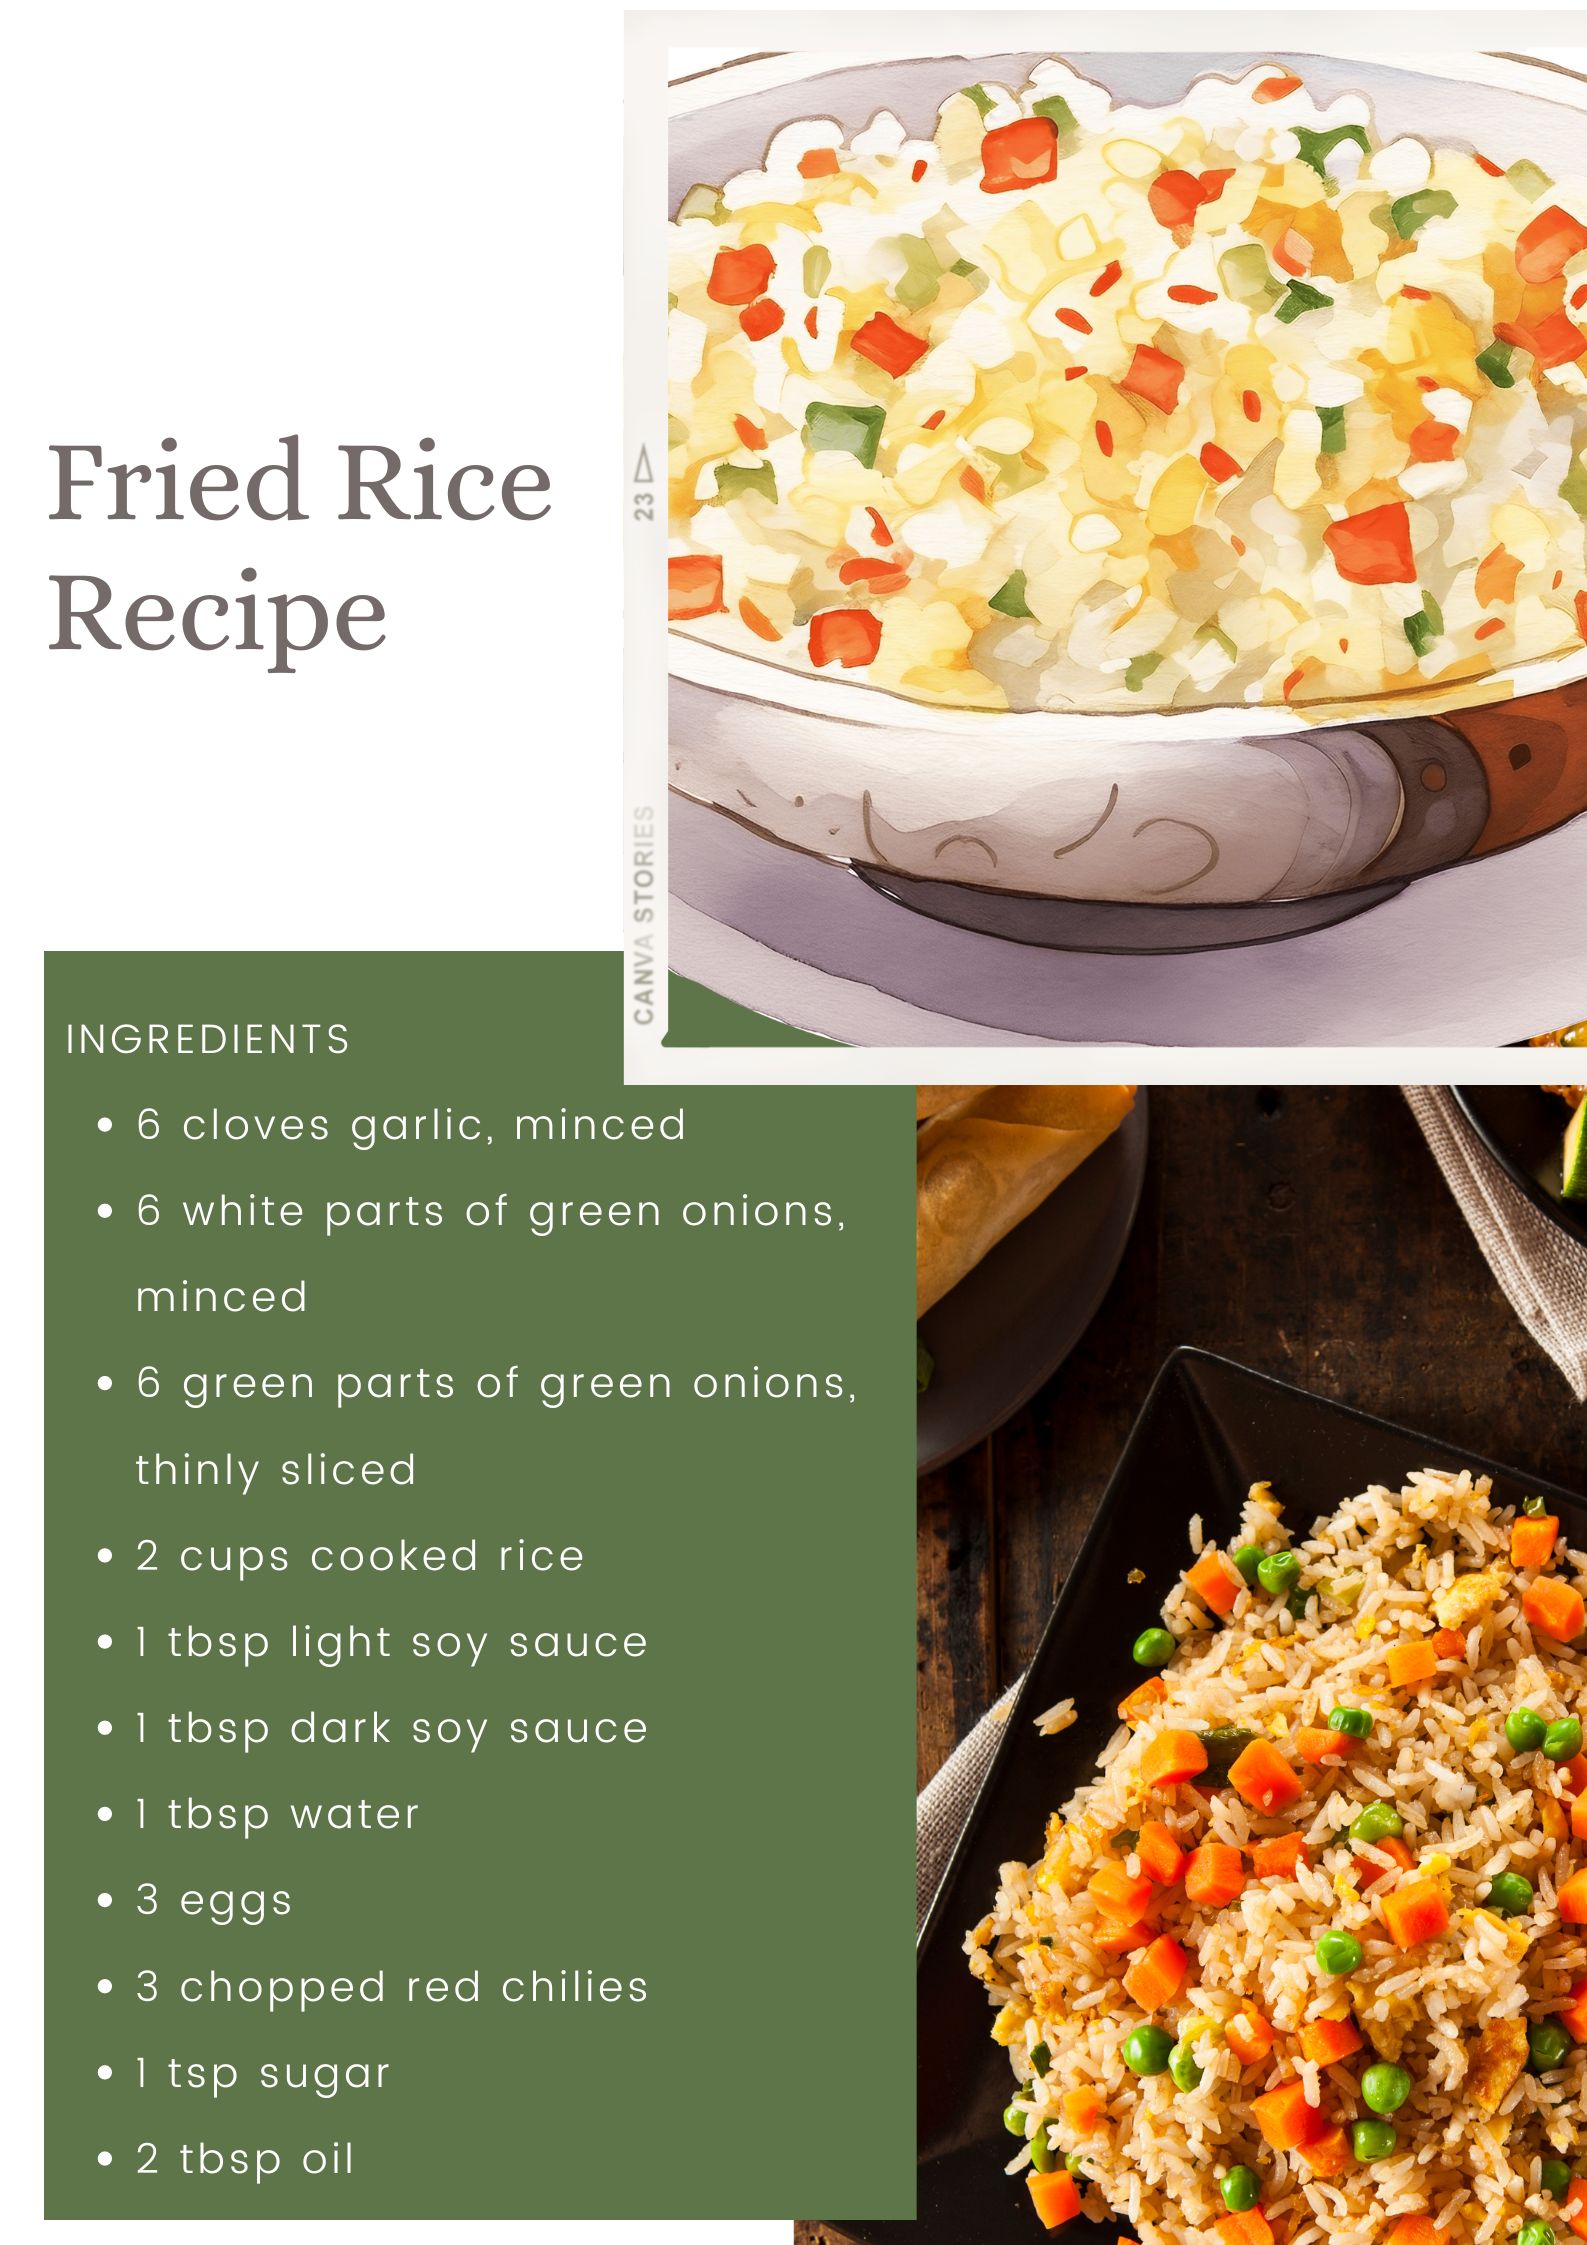 Fried Rice
Recipe
23
CANVA STORIES
INGREDIENTS
• 6 cloves garlic, minced
• 6 white parts of green onions,
minced
• 6 green parts of green onions,
thinly sliced
• 2 cups cooked rice
• 1 tbsp light soy sauce
• 1 tbsp dark soy sauce
• 1 tbsp water
• 3 eggs
• 3 chopped red chilies
• 1 tsp sugar
• 2 tbsp oil